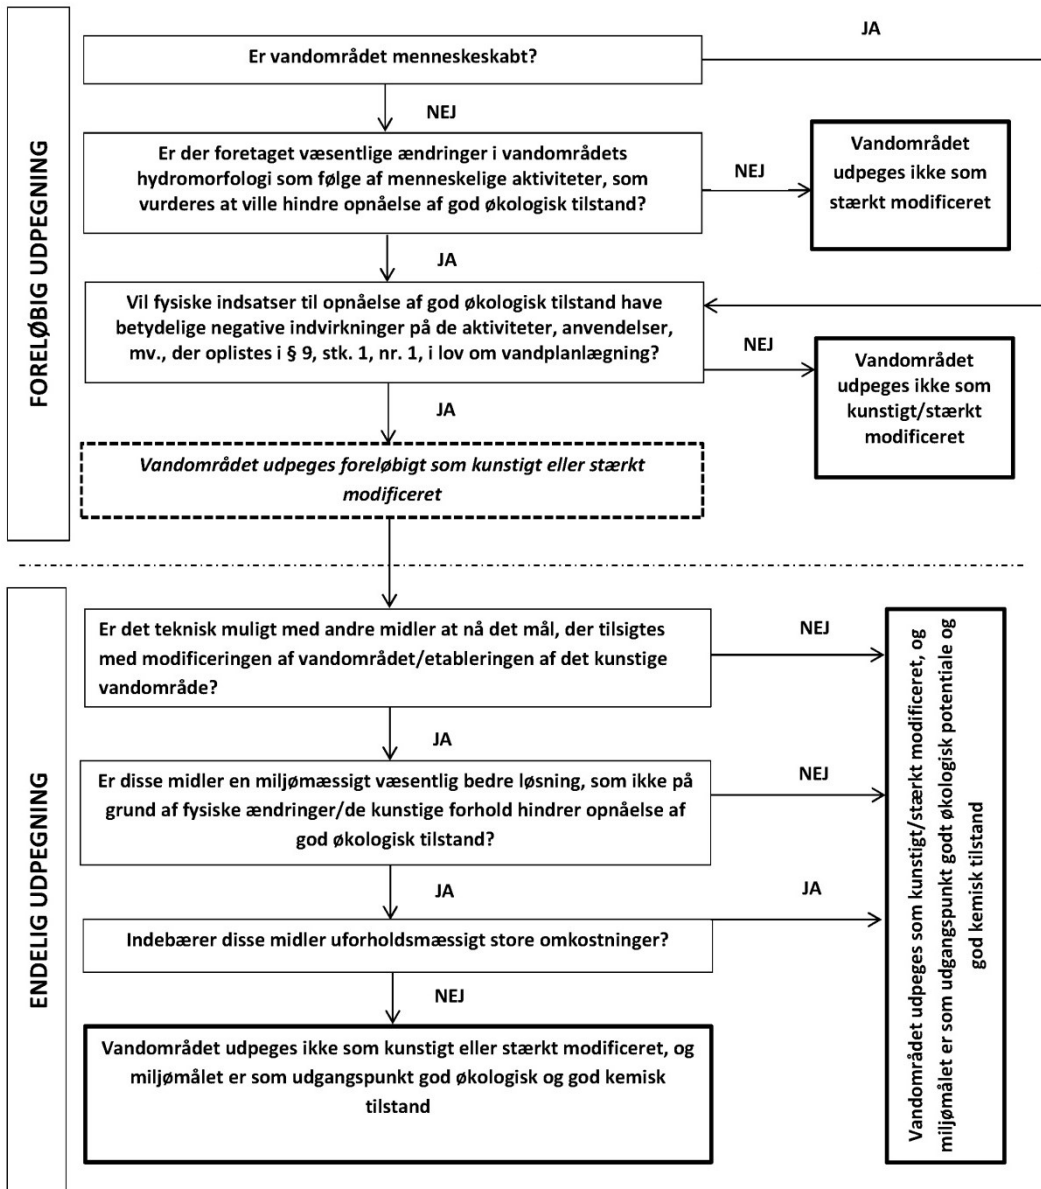 FORELØBIG UDPEGNING
Er vandområdet menneskeskabt?
JA
NEJ
Er der foretaget væsentlige ændringer i vandområdets
hydromorfologi som følge af menneskelige aktiviteter, som
vurderes at ville hindre opnåelse af god økologisk tilstand?
NEJ
Vandområdet
udpeges ikke som
stærkt modificeret
JA
Vil fysiske indsatser til opnåelse af god økologisk tilstand have
betydelige negative indvirkninger på de aktiviteter, anvendelser,
mv., der oplistes i § 9, stk. 1, nr. 1, i lov om vandplanlægning?
NEJ
Vandområdet
udpeges ikke som
kunstigt/stærkt
modificeret
JA
Vandområdet udpeges foreløbigt som kunstigt eller stærkt
modificeret
ENDELIG UDPEGNING
Er det teknisk muligt med andre midler at nå det mål, der tilsigtes
med modificeringen af vandområdet/etableringen af det kunstige
vandområde?
NEJ
JA
Er disse midler en miljømæssigt væsentlig bedre løsning, som ikke på
grund af fysiske ændringer/de kunstige forhold hindrer opnåelse af
god økologisk tilstand?
NEJ
JA
Indebærer disse midler uforholdsmæssigt store omkostninger?
JA
NEJ
Vandområdet udpeges ikke som kunstigt eller stærkt modificeret, og
miljømålet er som udgangspunkt god økologisk og god kemisk
tilstand
Vandområdet udpeges som kunstigt/stærkt modificeret, og
miljømålet er som udgangspunkt godt økologisk potentiale og
god kemisk tilstand